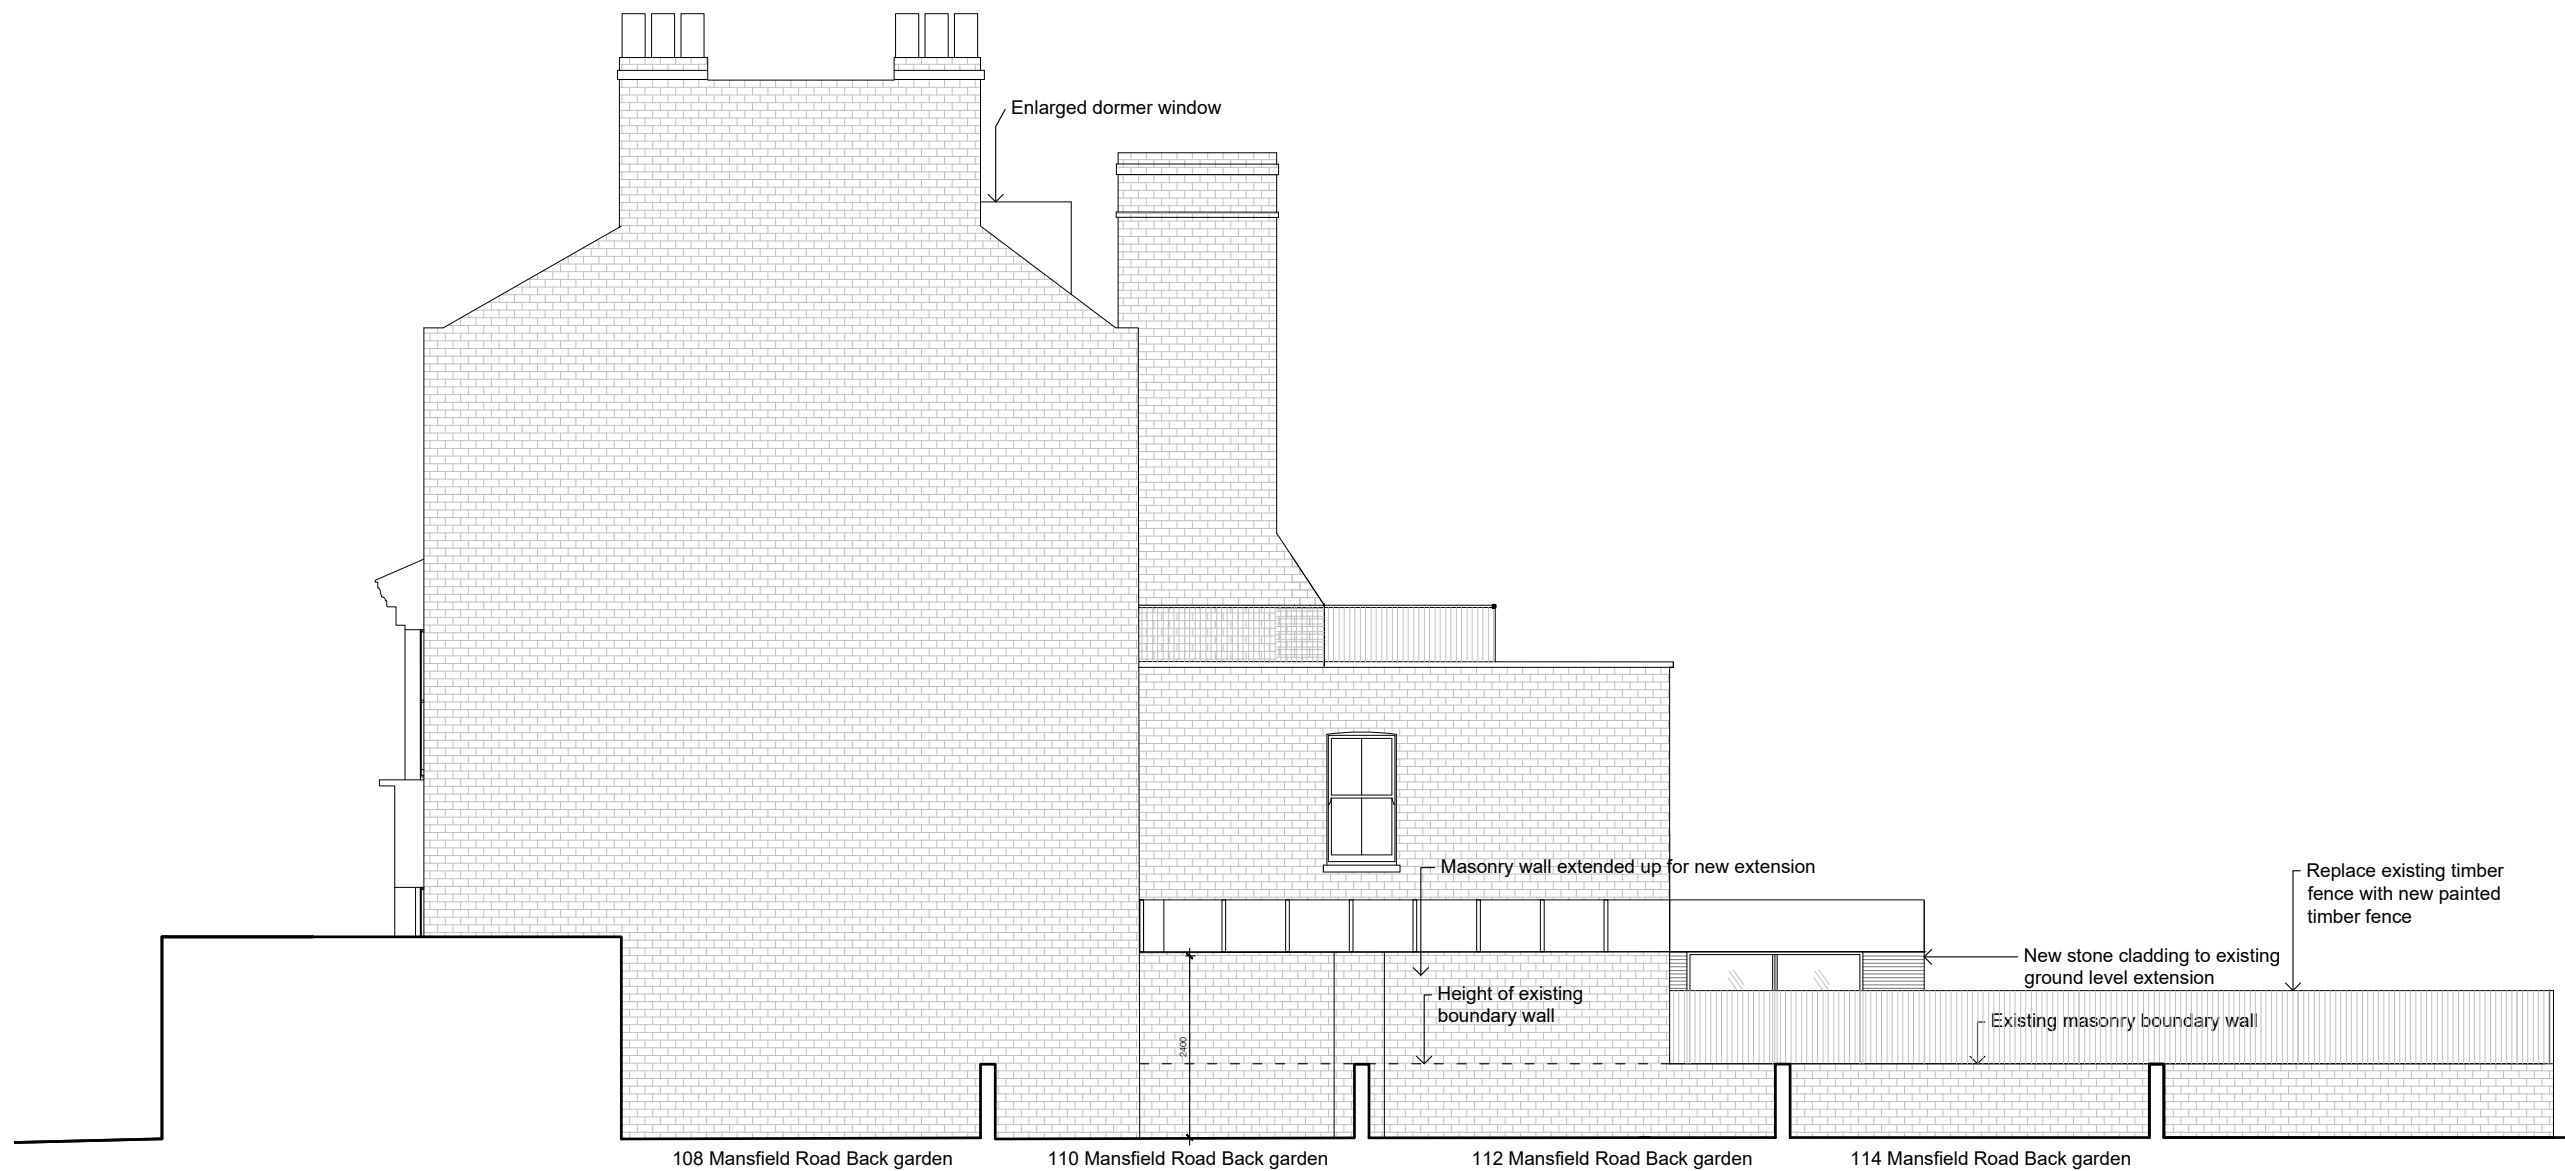 Enlarged dormer window
Masonry wall extended up for new extension
Replace existing timber
fence with new painted
timber fence
New stone cladding to existing
ground level extension
Height of existing
boundary wall
Existing masonry boundary wall
2400
108 Mansfield Road Back garden
110 Mansfield Road Back garden
112 Mansfield Road Back garden
114 Mansfield Road Back garden